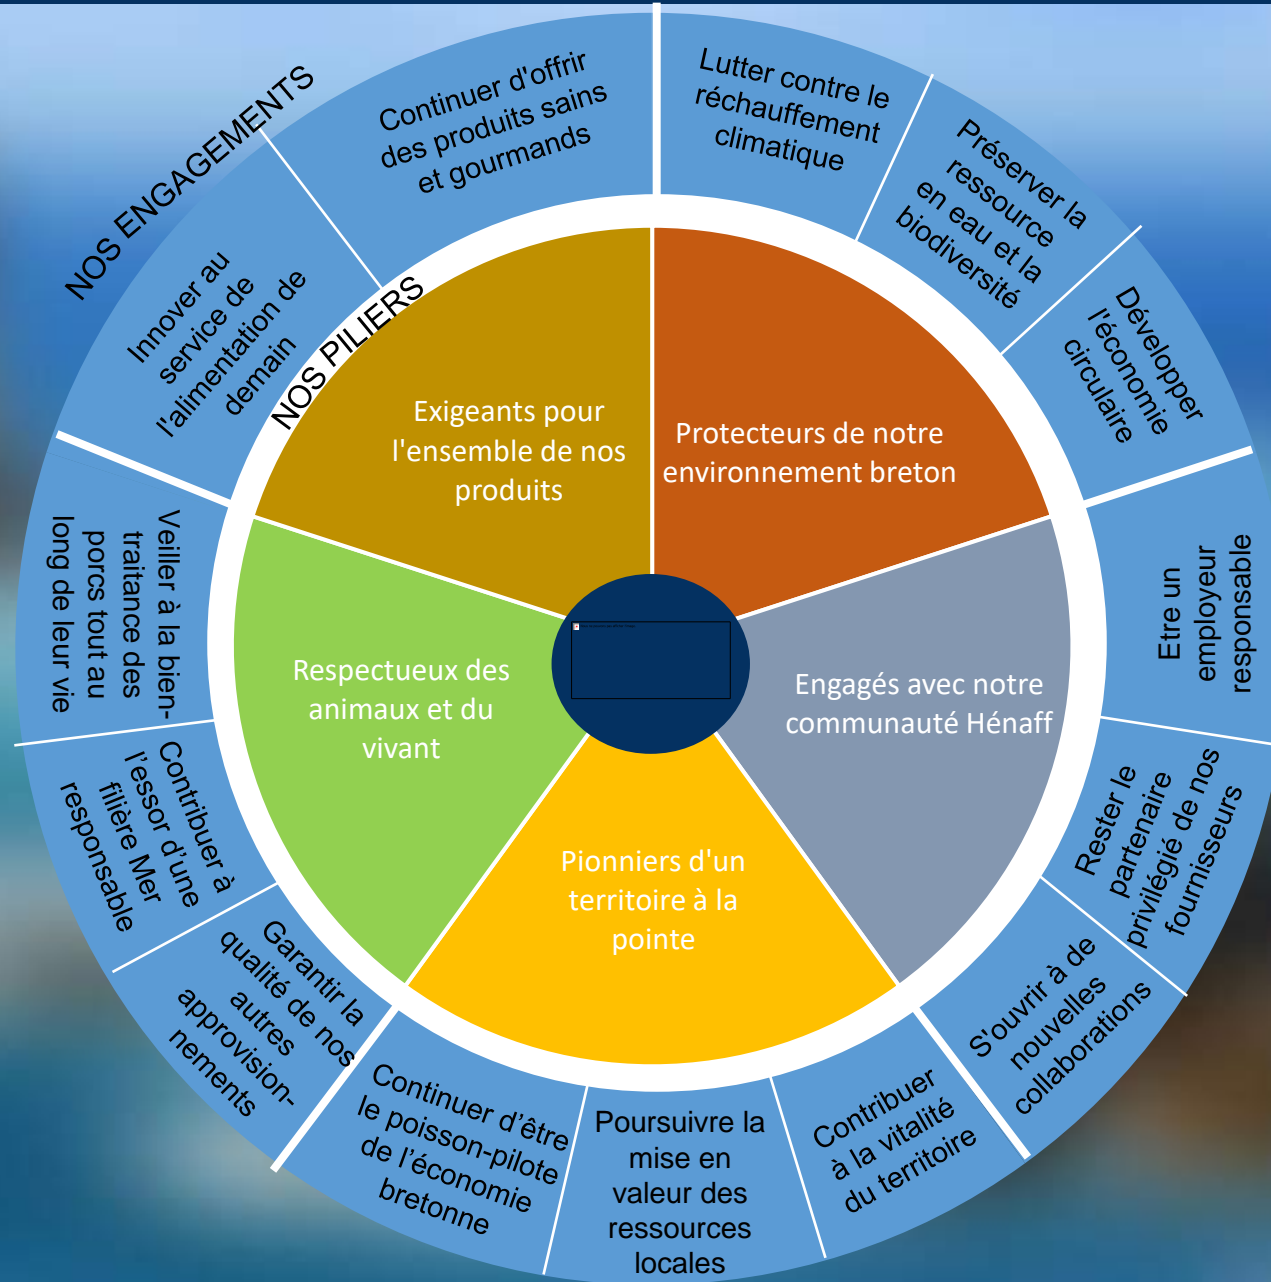 NOS ENGAGEMENTS
NOS PILIERS
Continuer d'offrir
des produits sains
et gourmands
Lutter contre le
réchauffement
climatique
Préserver la
ressource
en eau et la
biodiversité
Développer
l'économie
circulaire
Etre un
employeur
responsable
Rester le
partenaire
privilégié de nos
fournisseurs
S'ouvrir à de
nouvelles
collaborations
Contribuer
à la vitalité
du territoire
Poursuivre la
mise en
valeur des
ressources
locales
Continuer d’être
le poisson-pilote
de l’économie
bretonne
Garantir la
qualité de nos
autres
approvision-
nements
Contribuer à
l’essor d’une
filière Mer
responsable
Veiller à la bien-
traitance des
porcs tout au
long de leur vie
Innover au
service de
l'alimentation de
demain
Exigeants pour
l'ensemble de nos
produits
Protecteurs de notre
environnement breton
Engagés avec notre
communauté Hénaff
Pionniers d'un
territoire à la
pointe
Respectueux des
animaux et du
vivant